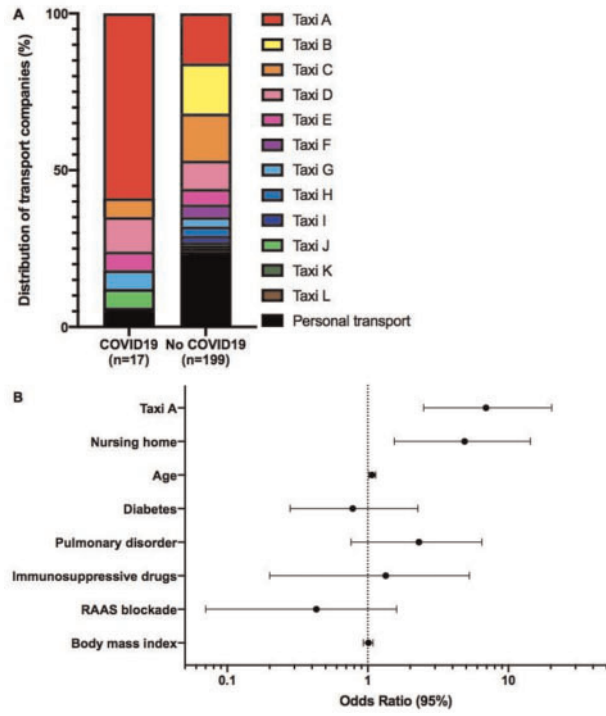 A
Distribution of transport companies (%)
100
50
0
COVID19
(n=17)
No COVID19
(n=199)
Taxi A
Taxi B
Taxi C
Taxi D
Taxi E
Taxi F
Taxi G
Taxi H
Taxi I
Taxi J
Taxi K
Taxi L
Personal transport
B
Taxi A
Nursing home
Age
Diabetes
Pulmonary disorder
Immunosuppressive drugs
RAAS blockade
Body mass index
0.1
1
10
Odds Ratio (95%)